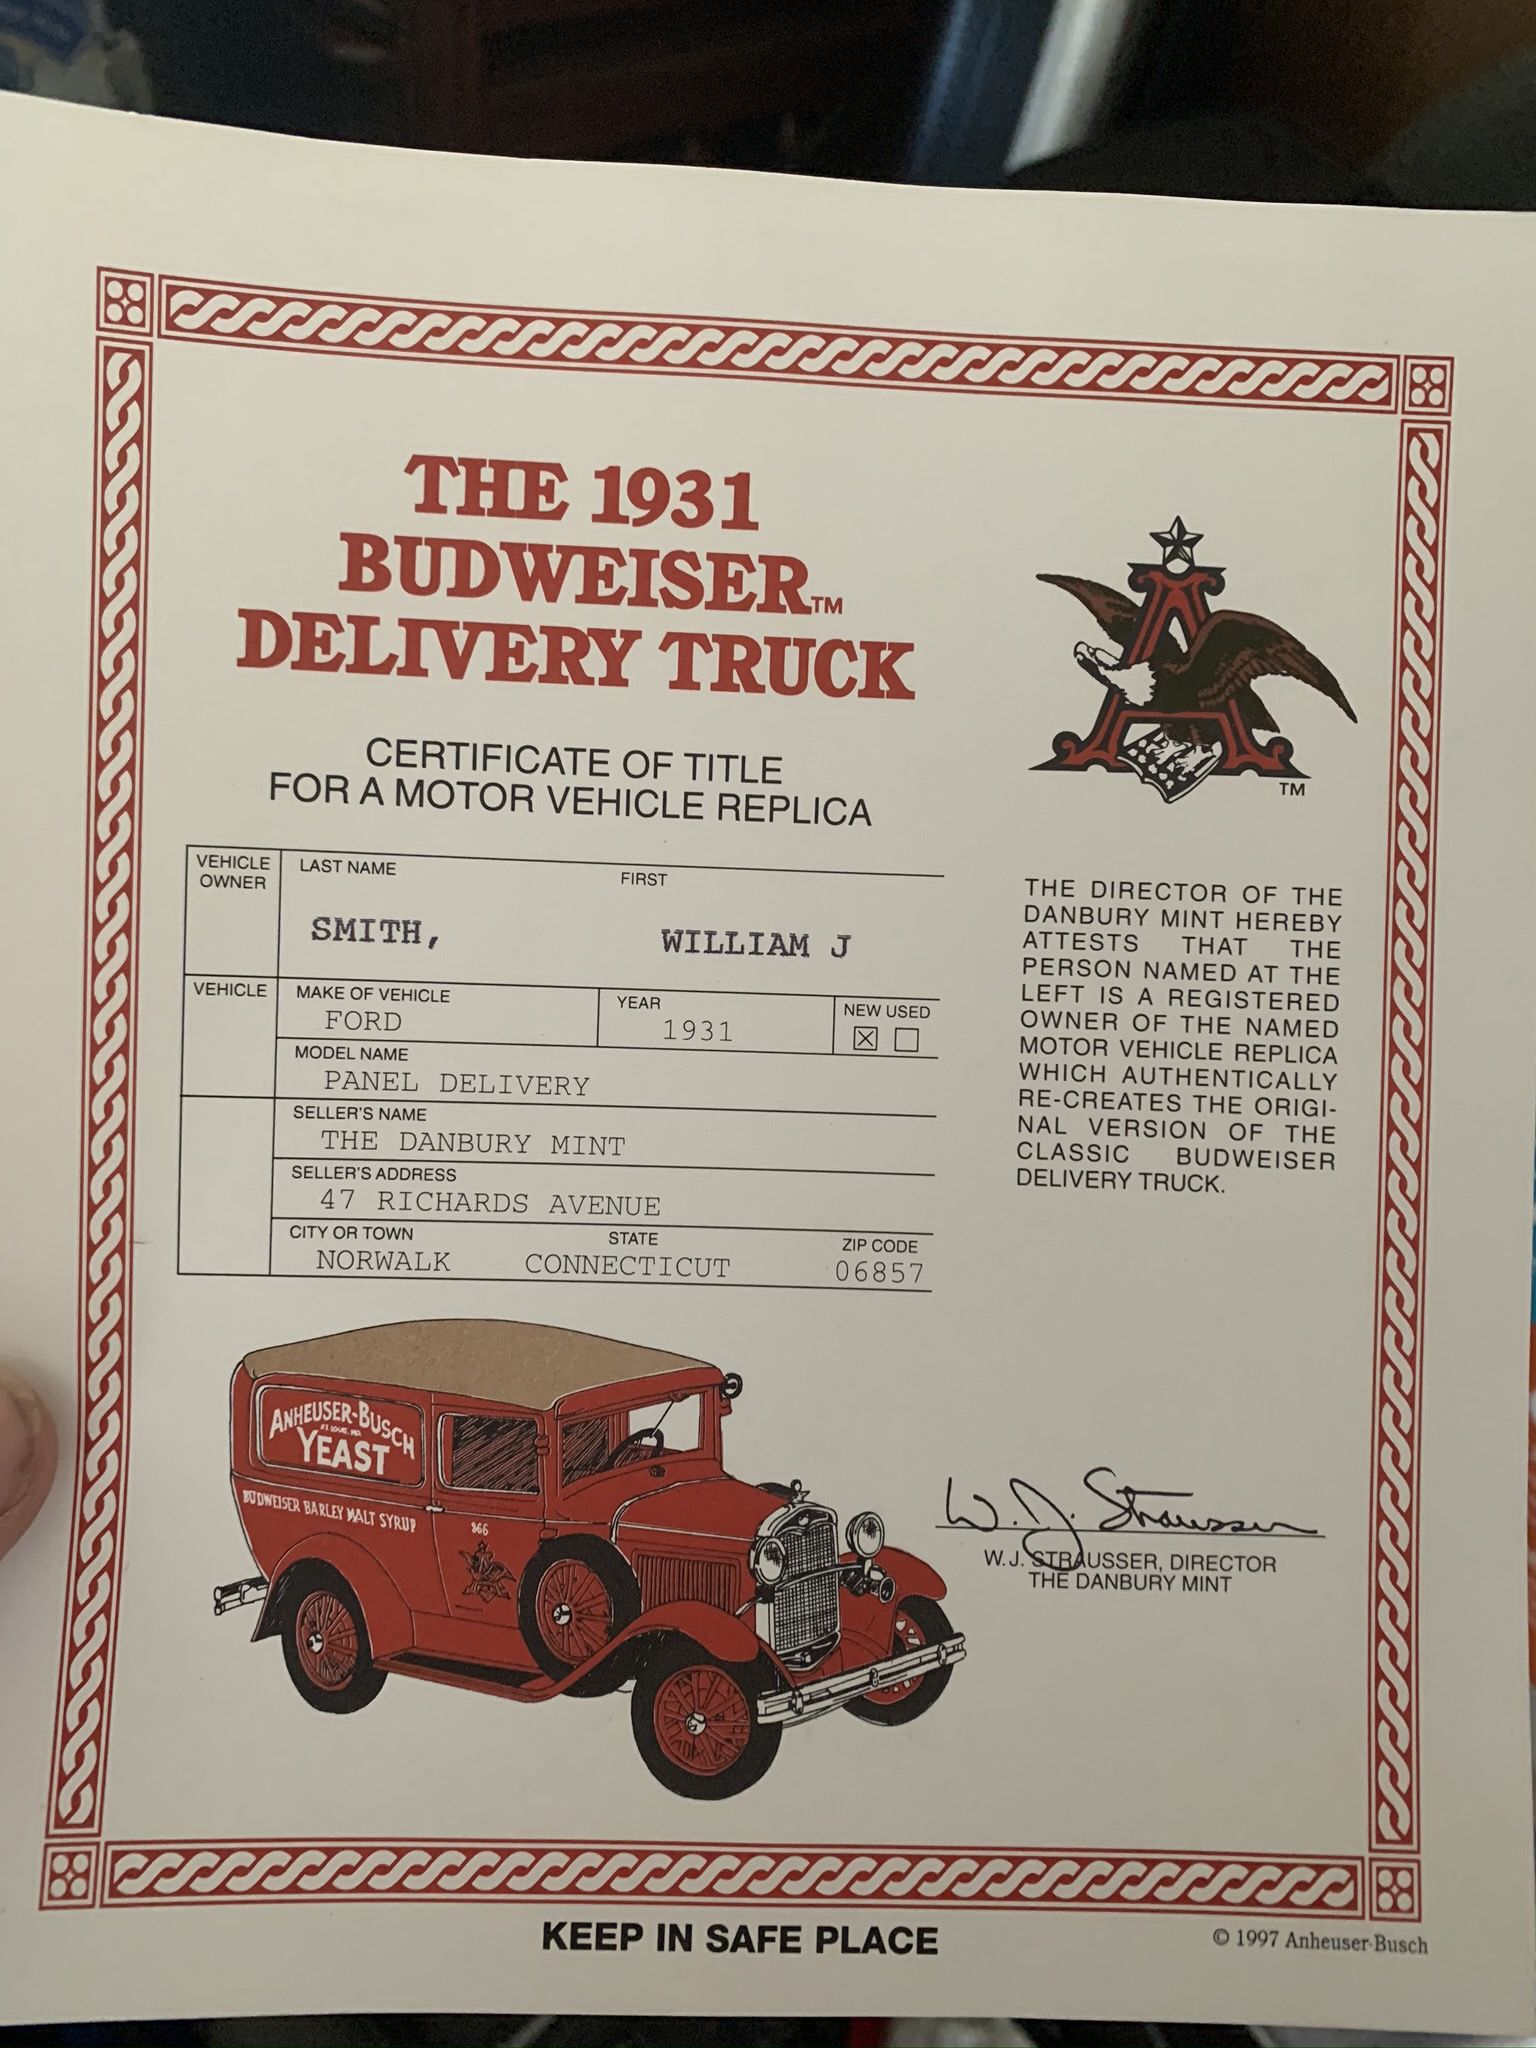 THE 1931
BUDWEISER™
DELIVERY TRUCK
CERTIFICATE OF TITLE
FOR A MOTOR VEHICLE REPLICA
TM
VEHICLE OWNER
LAST NAME FIRST
SMITH, WILLIAM J
VEHICLE
MAKE OF VEHICLE YEAR NEW USED
FORD 1931 ☒ ☐
MODEL NAME
PANEL DELIVERY
SELLER'S NAME
THE DANBURY MINT
SELLER'S ADDRESS
47 RICHARDS AVENUE
CITY OR TOWN STATE ZIP CODE
NORWALK CONNECTICUT 06857
THE DIRECTOR OF THE
DANBURY MINT HEREBY
ATTESTS THAT THE
PERSON NAMED AT THE
LEFT IS A REGISTERED
OWNER OF THE NAMED
MOTOR VEHICLE REPLICA
WHICH AUTHENTICALLY
RE-CREATES THE ORIGI-
NAL VERSION OF THE
CLASSIC BUDWEISER
DELIVERY TRUCK.
ANHEUSER-BUSCH
ST. LOUIS, MO.
YEAST
BUDWEISER BARLEY MALT SYRUP
366
W. J. Strausser
W.J. STRAUSSER, DIRECTOR
THE DANBURY MINT
KEEP IN SAFE PLACE
© 1997 Anheuser-Busch